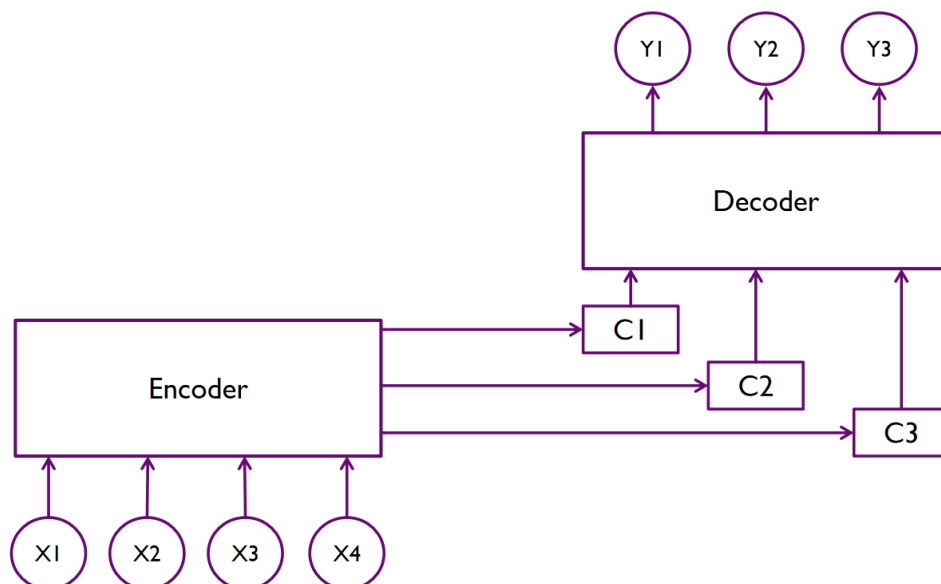 Y1
Y2
Y3
Decoder
C1
Encoder
C2
C3
X1
X2
X3
X4